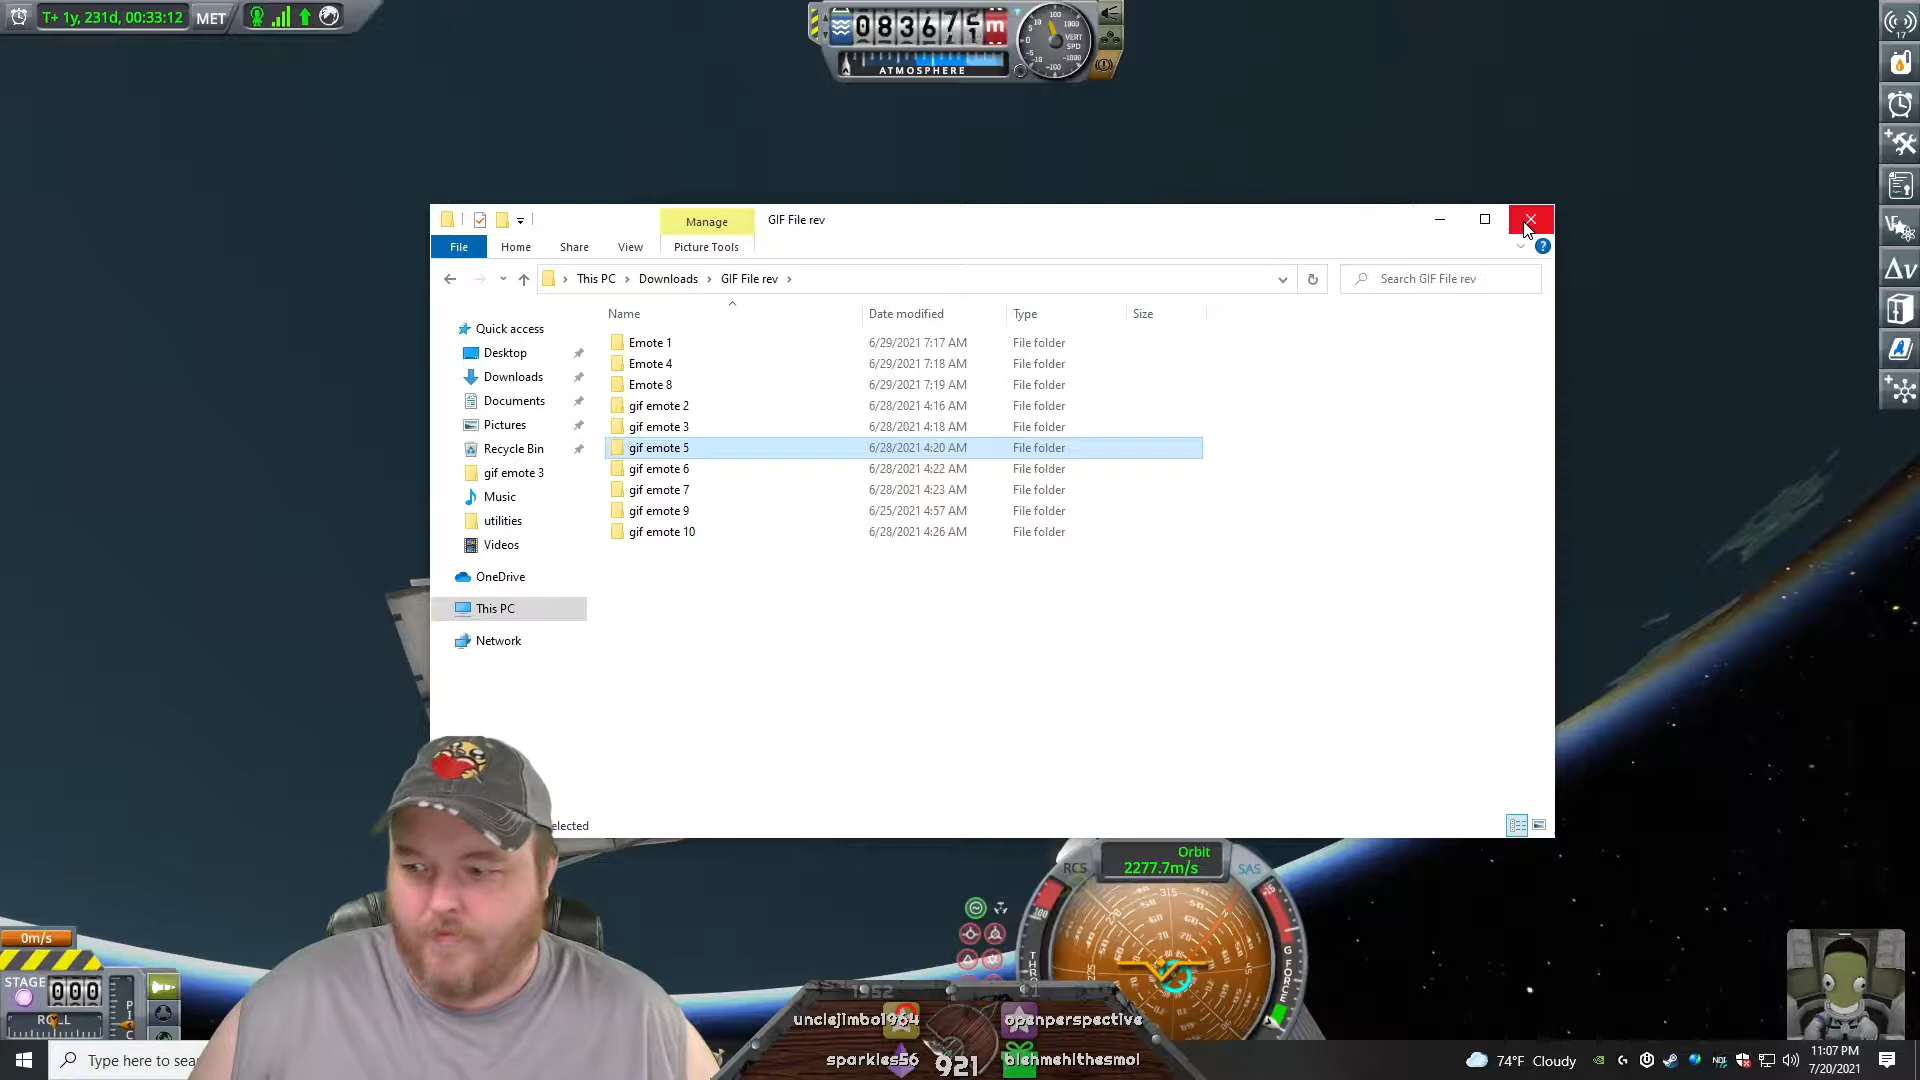 T+ 1y, 231d, 00:33:12 MET
083675 m
ATMOSPHERE
VERT SPD
17
Δv
Manage GIF File rev
File Home Share View Picture Tools
This PC > Downloads > GIF File rev >
Search GIF File rev
Name Date modified Type Size
Quick access
Desktop
Downloads
Documents
Pictures
Recycle Bin
gif emote 3
Music
utilities
Videos
OneDrive
This PC
Network
Emote 1 6/29/2021 7:17 AM File folder
Emote 4 6/29/2021 7:18 AM File folder
Emote 8 6/29/2021 7:19 AM File folder
gif emote 2 6/28/2021 4:16 AM File folder
gif emote 3 6/28/2021 4:18 AM File folder
gif emote 5 6/28/2021 4:20 AM File folder
gif emote 6 6/28/2021 4:22 AM File folder
gif emote 7 6/28/2021 4:23 AM File folder
gif emote 9 6/25/2021 4:57 AM File folder
gif emote 10 6/28/2021 4:26 AM File folder
elected
Orbit
2277.7m/s
RCS SAS
G FORCE
0m/s
STAGE 000
ROLL
unclejimbo1964 openperspective
sparkles56 921 blehmehithesmol
Type here to sea
74°F Cloudy
11:07 PM
7/20/2021